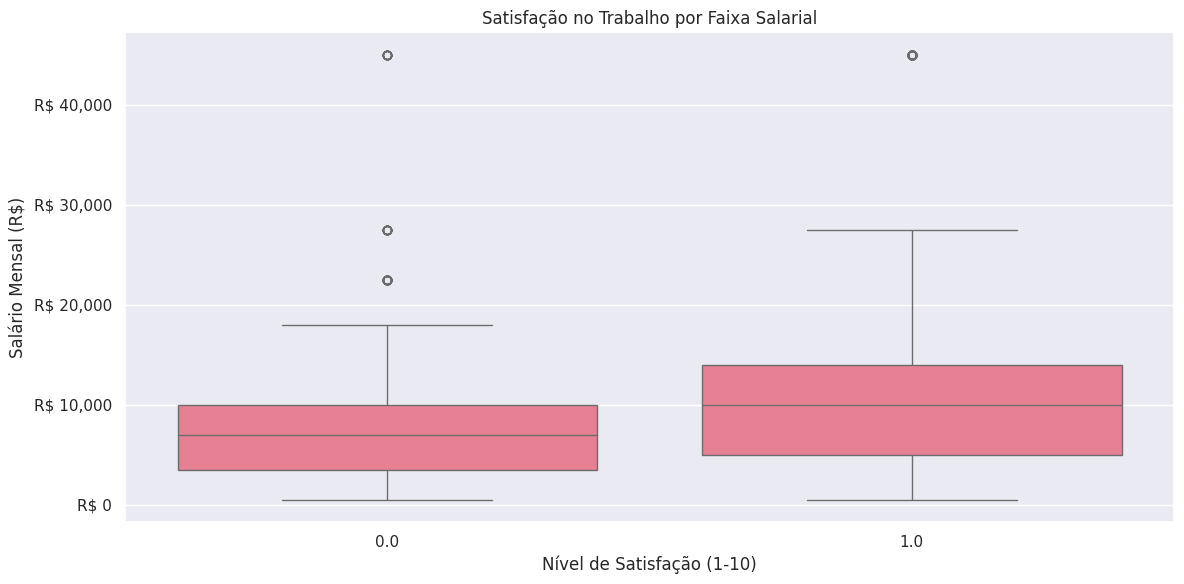 Satisfação no Trabalho por Faixa Salarial
Salário Mensal (R$)
R$ 40,000
R$ 30,000
R$ 20,000
R$ 10,000
R$ 0
0.0
1.0
Nível de Satisfação (1-10)